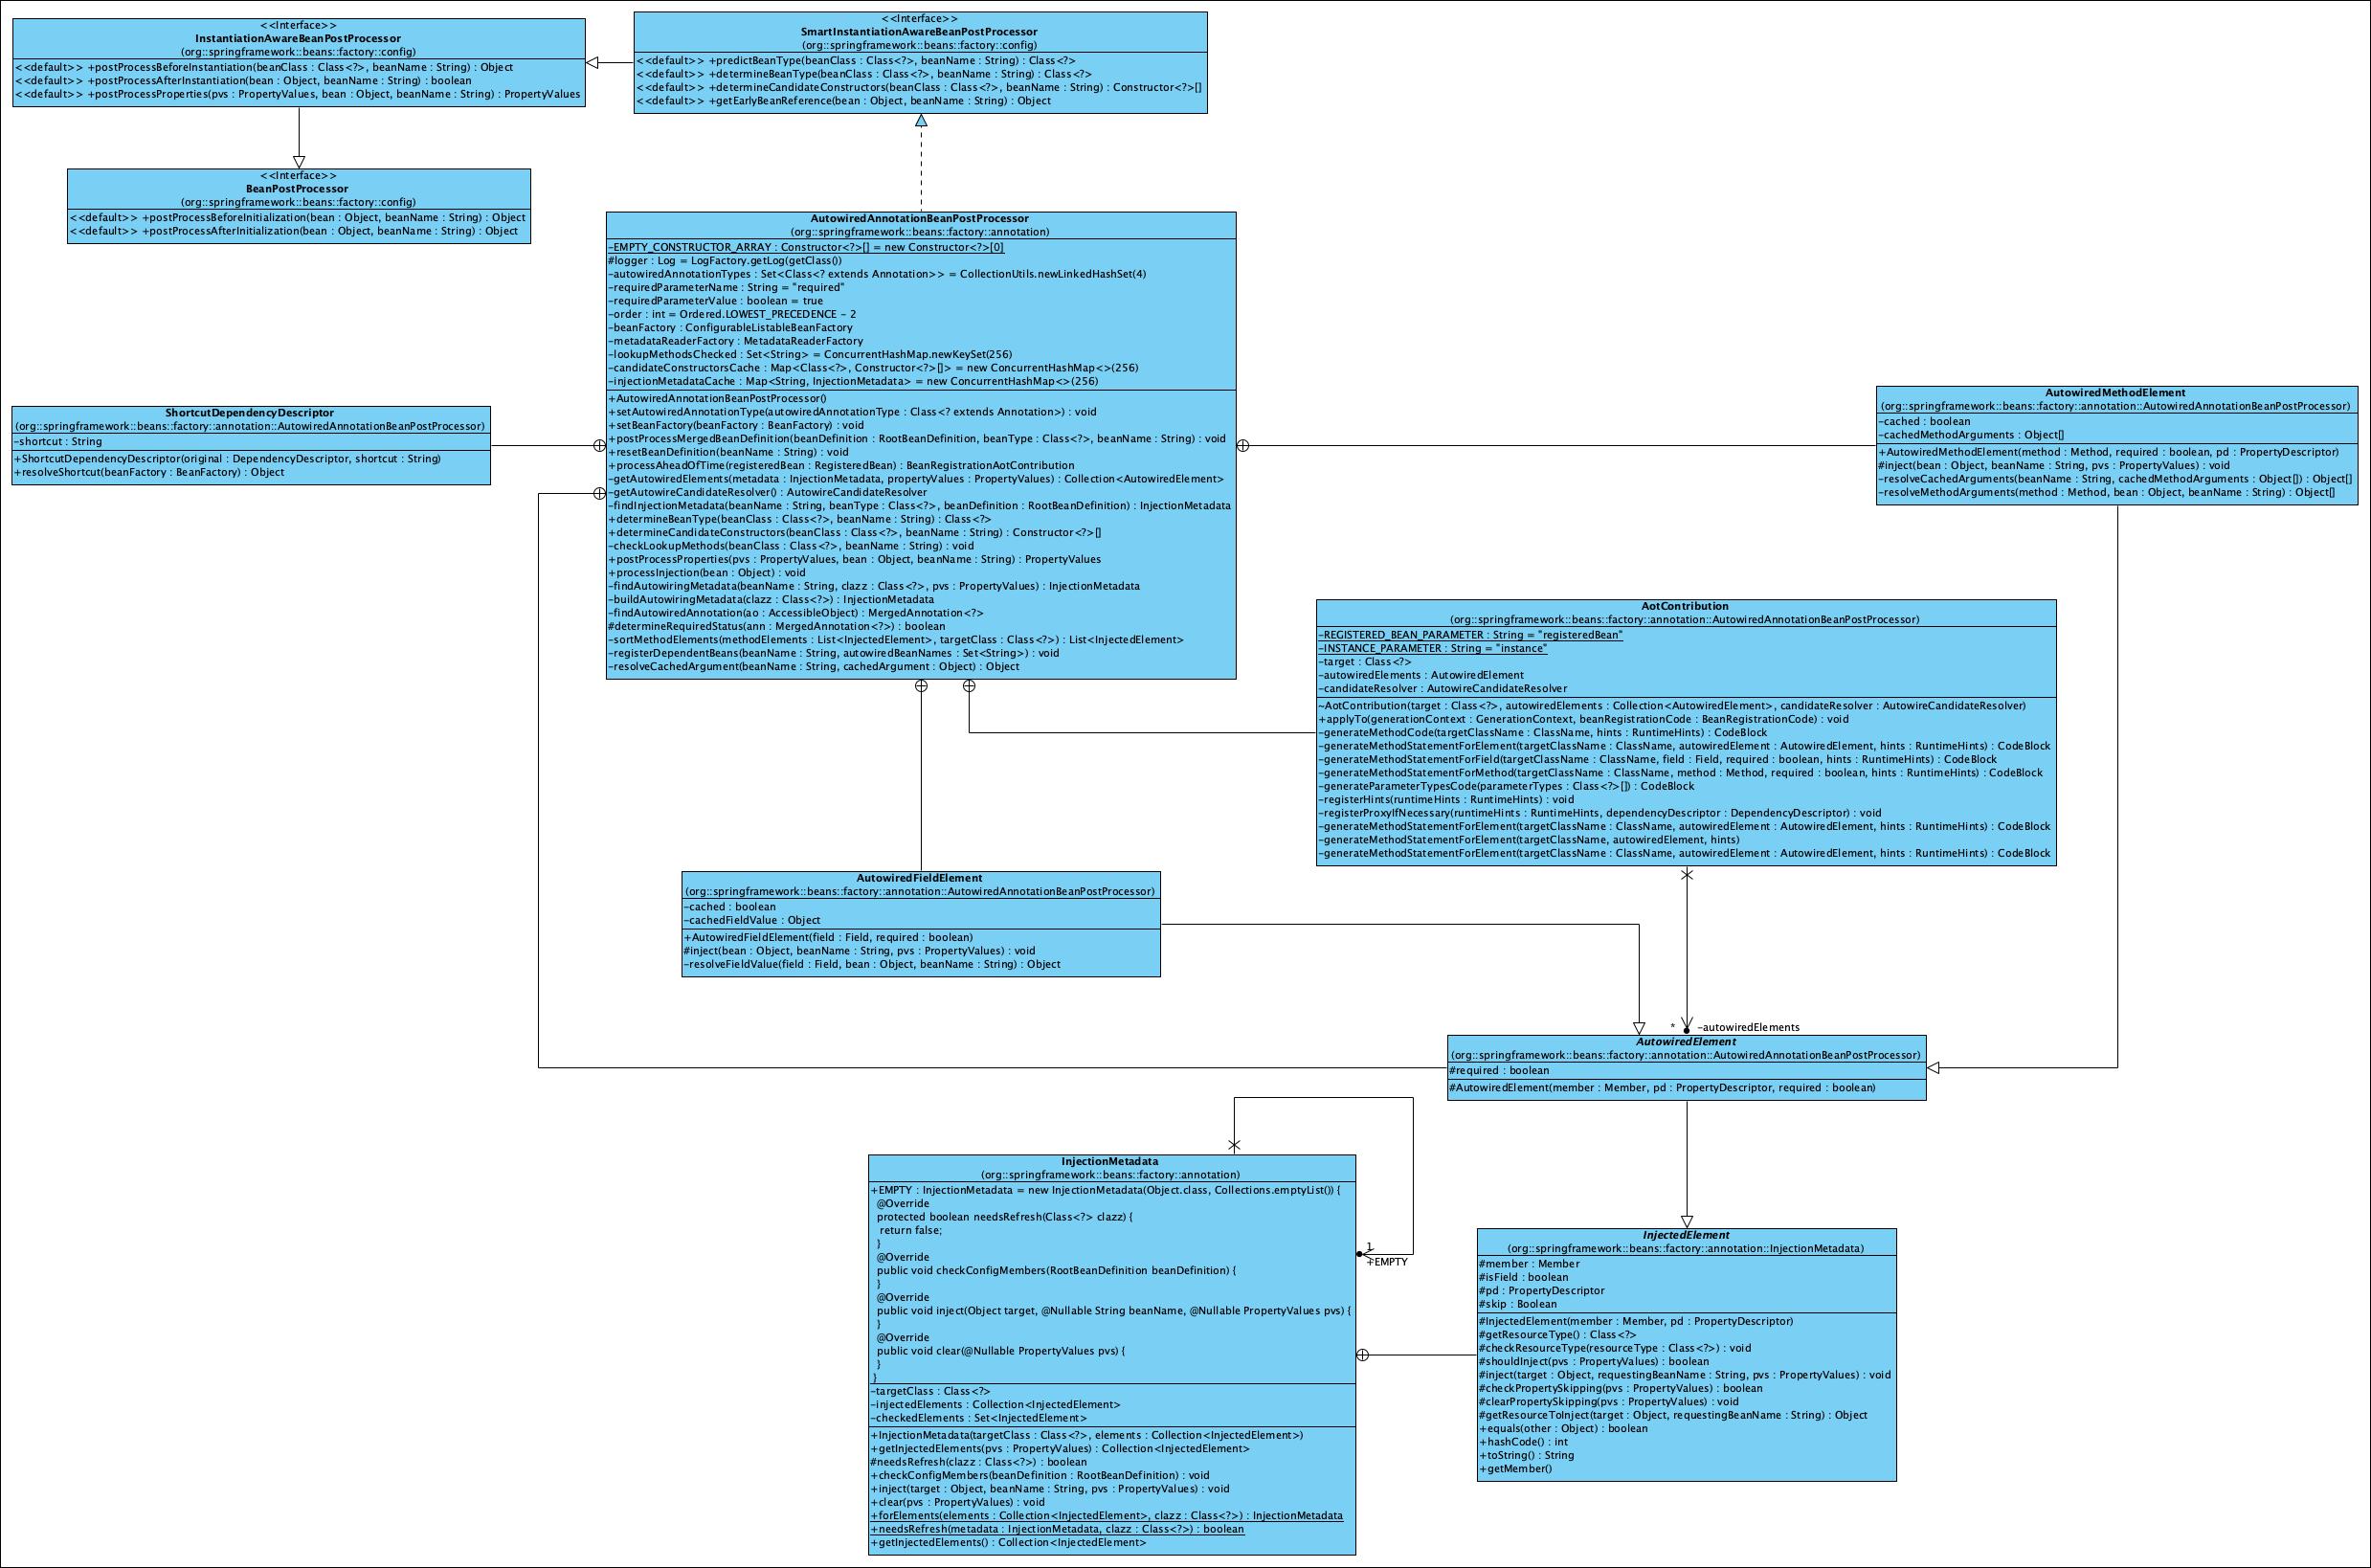 <<Interface>>
InstantiationAwareBeanPostProcessor
(org::springframework::beans::factory::config)
<<default>> +postProcessBeforeInstantiation(beanClass : Class<?>, beanName : String) : Object
<<default>> +postProcessAfterInstantiation(bean : Object, beanName : String) : boolean
<<default>> +postProcessProperties(pvs : PropertyValues, bean : Object, beanName : String) : PropertyValues
<<Interface>>
SmartInstantiationAwareBeanPostProcessor
(org::springframework::beans::factory::config)
<<default>> +predictBeanType(beanClass : Class<?>, beanName : String) : Class<?>
<<default>> +determineBeanType(beanClass : Class<?>, beanName : String) : Class<?>
<<default>> +determineCandidateConstructors(beanClass : Class<?>, beanName : String) : Constructor<?>[]
<<default>> +getEarlyBeanReference(bean : Object, beanName : String) : Object
<<Interface>>
BeanPostProcessor
(org::springframework::beans::factory::config)
<<default>> +postProcessBeforeInitialization(bean : Object, beanName : String) : Object
<<default>> +postProcessAfterInitialization(bean : Object, beanName : String) : Object
AutowiredAnnotationBeanPostProcessor
(org::springframework::beans::factory::annotation)
-EMPTY_CONSTRUCTOR_ARRAY : Constructor<?>[] = new Constructor<?>[0]
#logger : Log = LogFactory.getLog(getClass())
-autowiredAnnotationTypes : Set<Class<? extends Annotation>> = CollectionUtils.newLinkedHashSet(4)
-requiredParameterName : String = "required"
-requiredParameterValue : boolean = true
-order : int = Ordered.LOWEST_PRECEDENCE - 2
-beanFactory : ConfigurableListableBeanFactory
-metadataReaderFactory : MetadataReaderFactory
-lookupMethodsChecked : Set<String> = ConcurrentHashMap.newKeySet(256)
-candidateConstructorsCache : Map<Class<?>, Constructor<?>[]> = new ConcurrentHashMap<>(256)
-injectionMetadataCache : Map<String, InjectionMetadata> = new ConcurrentHashMap<>(256)
+AutowiredAnnotationBeanPostProcessor()
+setAutowiredAnnotationType(autowiredAnnotationType : Class<? extends Annotation>) : void
+setBeanFactory(beanFactory : BeanFactory) : void
+postProcessMergedBeanDefinition(beanDefinition : RootBeanDefinition, beanType : Class<?>, beanName : String) : void
+resetBeanDefinition(beanName : String) : void
+processAheadOfTime(registeredBean : RegisteredBean) : BeanRegistrationAotContribution
-getAutowiredElements(metadata : InjectionMetadata, propertyValues : PropertyValues) : Collection<AutowiredElement>
-getAutowireCandidateResolver() : AutowireCandidateResolver
-findInjectionMetadata(beanName : String, beanType : Class<?>, beanDefinition : RootBeanDefinition) : InjectionMetadata
+determineBeanType(beanClass : Class<?>, beanName : String) : Class<?>
+determineCandidateConstructors(beanClass : Class<?>, beanName : String) : Constructor<?>[]
-checkLookupMethods(beanClass : Class<?>, beanName : String) : void
+postProcessProperties(pvs : PropertyValues, bean : Object, beanName : String) : PropertyValues
+processInjection(bean : Object) : void
-findAutowiringMetadata(beanName : String, clazz : Class<?>, pvs : PropertyValues) : InjectionMetadata
-buildAutowiringMetadata(clazz : Class<?>) : InjectionMetadata
-findAutowiredAnnotation(ao : AccessibleObject) : MergedAnnotation<?>
#determineRequiredStatus(ann : MergedAnnotation<?>) : boolean
-sortMethodElements(methodElements : List<InjectedElement>, targetClass : Class<?>) : List<InjectedElement>
-registerDependentBeans(beanName : String, autowiredBeanNames : Set<String>) : void
-resolveCachedArgument(beanName : String, cachedArgument : Object) : Object
ShortcutDependencyDescriptor
(org::springframework::beans::factory::annotation::AutowiredAnnotationBeanPostProcessor)
-shortcut : String
+ShortcutDependencyDescriptor(original : DependencyDescriptor, shortcut : String)
+resolveShortcut(beanFactory : BeanFactory) : Object
AutowiredMethodElement
(org::springframework::beans::factory::annotation::AutowiredAnnotationBeanPostProcessor)
-cached : boolean
-cachedMethodArguments : Object[]
+AutowiredMethodElement(method : Method, required : boolean, pd : PropertyDescriptor)
#inject(bean : Object, beanName : String, pvs : PropertyValues) : void
-resolveCachedArguments(beanName : String, cachedMethodArguments : Object[]) : Object[]
-resolveMethodArguments(method : Method, bean : Object, beanName : String) : Object[]
AotContribution
(org::springframework::beans::factory::annotation::AutowiredAnnotationBeanPostProcessor)
-REGISTERED_BEAN_PARAMETER : String = "registeredBean"
-INSTANCE_PARAMETER : String = "instance"
-target : Class<?>
-autowiredElements : AutowiredElement
-candidateResolver : AutowireCandidateResolver
~AotContribution(target : Class<?>, autowiredElements : Collection<AutowiredElement>, candidateResolver : AutowireCandidateResolver)
+applyTo(generationContext : GenerationContext, beanRegistrationCode : BeanRegistrationCode) : void
-generateMethodCode(targetClassName : ClassName, hints : RuntimeHints) : CodeBlock
-generateMethodStatementForElement(targetClassName : ClassName, autowiredElement : AutowiredElement, hints : RuntimeHints) : CodeBlock
-generateMethodStatementForField(targetClassName : ClassName, field : Field, required : boolean, hints : RuntimeHints) : CodeBlock
-generateMethodStatementForMethod(targetClassName : ClassName, method : Method, required : boolean, hints : RuntimeHints) : CodeBlock
-generateParameterTypesCode(parameterTypes : Class<?>[]) : CodeBlock
-registerHints(runtimeHints : RuntimeHints) : void
-registerProxyIfNecessary(runtimeHints : RuntimeHints, dependencyDescriptor : DependencyDescriptor) : void
-generateMethodStatementForElement(targetClassName : ClassName, autowiredElement : AutowiredElement, hints : RuntimeHints) : CodeBlock
-generateMethodStatementForElement(targetClassName, autowiredElement, hints)
-generateMethodStatementForElement(targetClassName : ClassName, autowiredElement : AutowiredElement, hints : RuntimeHints) : CodeBlock
AutowiredFieldElement
(org::springframework::beans::factory::annotation::AutowiredAnnotationBeanPostProcessor)
-cached : boolean
-cachedFieldValue : Object
+AutowiredFieldElement(field : Field, required : boolean)
#inject(bean : Object, beanName : String, pvs : PropertyValues) : void
-resolveFieldValue(field : Field, bean : Object, beanName : String) : Object
* -autowiredElements
AutowiredElement
(org::springframework::beans::factory::annotation::AutowiredAnnotationBeanPostProcessor)
#required : boolean
#AutowiredElement(member : Member, pd : PropertyDescriptor, required : boolean)
InjectionMetadata
(org::springframework::beans::factory::annotation)
+EMPTY : InjectionMetadata = new InjectionMetadata(Object.class, Collections.emptyList()) {
@Override
protected boolean needsRefresh(Class<?> clazz) {
return false;
}
@Override
public void checkConfigMembers(RootBeanDefinition beanDefinition) {
}
@Override
public void inject(Object target, @Nullable String beanName, @Nullable PropertyValues pvs) {
}
@Override
public void clear(@Nullable PropertyValues pvs) {
}
}
-targetClass : Class<?>
-injectedElements : Collection<InjectedElement>
-checkedElements : Set<InjectedElement>
+InjectionMetadata(targetClass : Class<?>, elements : Collection<InjectedElement>)
+getInjectedElements(pvs : PropertyValues) : Collection<InjectedElement>
#needsRefresh(clazz : Class<?>) : boolean
+checkConfigMembers(beanDefinition : RootBeanDefinition) : void
+inject(target : Object, beanName : String, pvs : PropertyValues) : void
+clear(pvs : PropertyValues) : void
+forElements(elements : Collection<InjectedElement>, clazz : Class<?>) : InjectionMetadata
+needsRefresh(metadata : InjectionMetadata, clazz : Class<?>) : boolean
+getInjectedElements() : Collection<InjectedElement>
1
+EMPTY
InjectedElement
(org::springframework::beans::factory::annotation::InjectionMetadata)
#member : Member
#isField : boolean
#pd : PropertyDescriptor
#skip : Boolean
#InjectedElement(member : Member, pd : PropertyDescriptor)
#getResourceType() : Class<?>
#checkResourceType(resourceType : Class<?>) : void
#shouldInject(pvs : PropertyValues) : boolean
#inject(target : Object, requestingBeanName : String, pvs : PropertyValues) : void
#checkPropertySkipping(pvs : PropertyValues) : boolean
#clearPropertySkipping(pvs : PropertyValues) : void
#getResourceToInject(target : Object, requestingBeanName : String) : Object
+equals(other : Object) : boolean
+hashCode() : int
+toString() : String
+getMember()